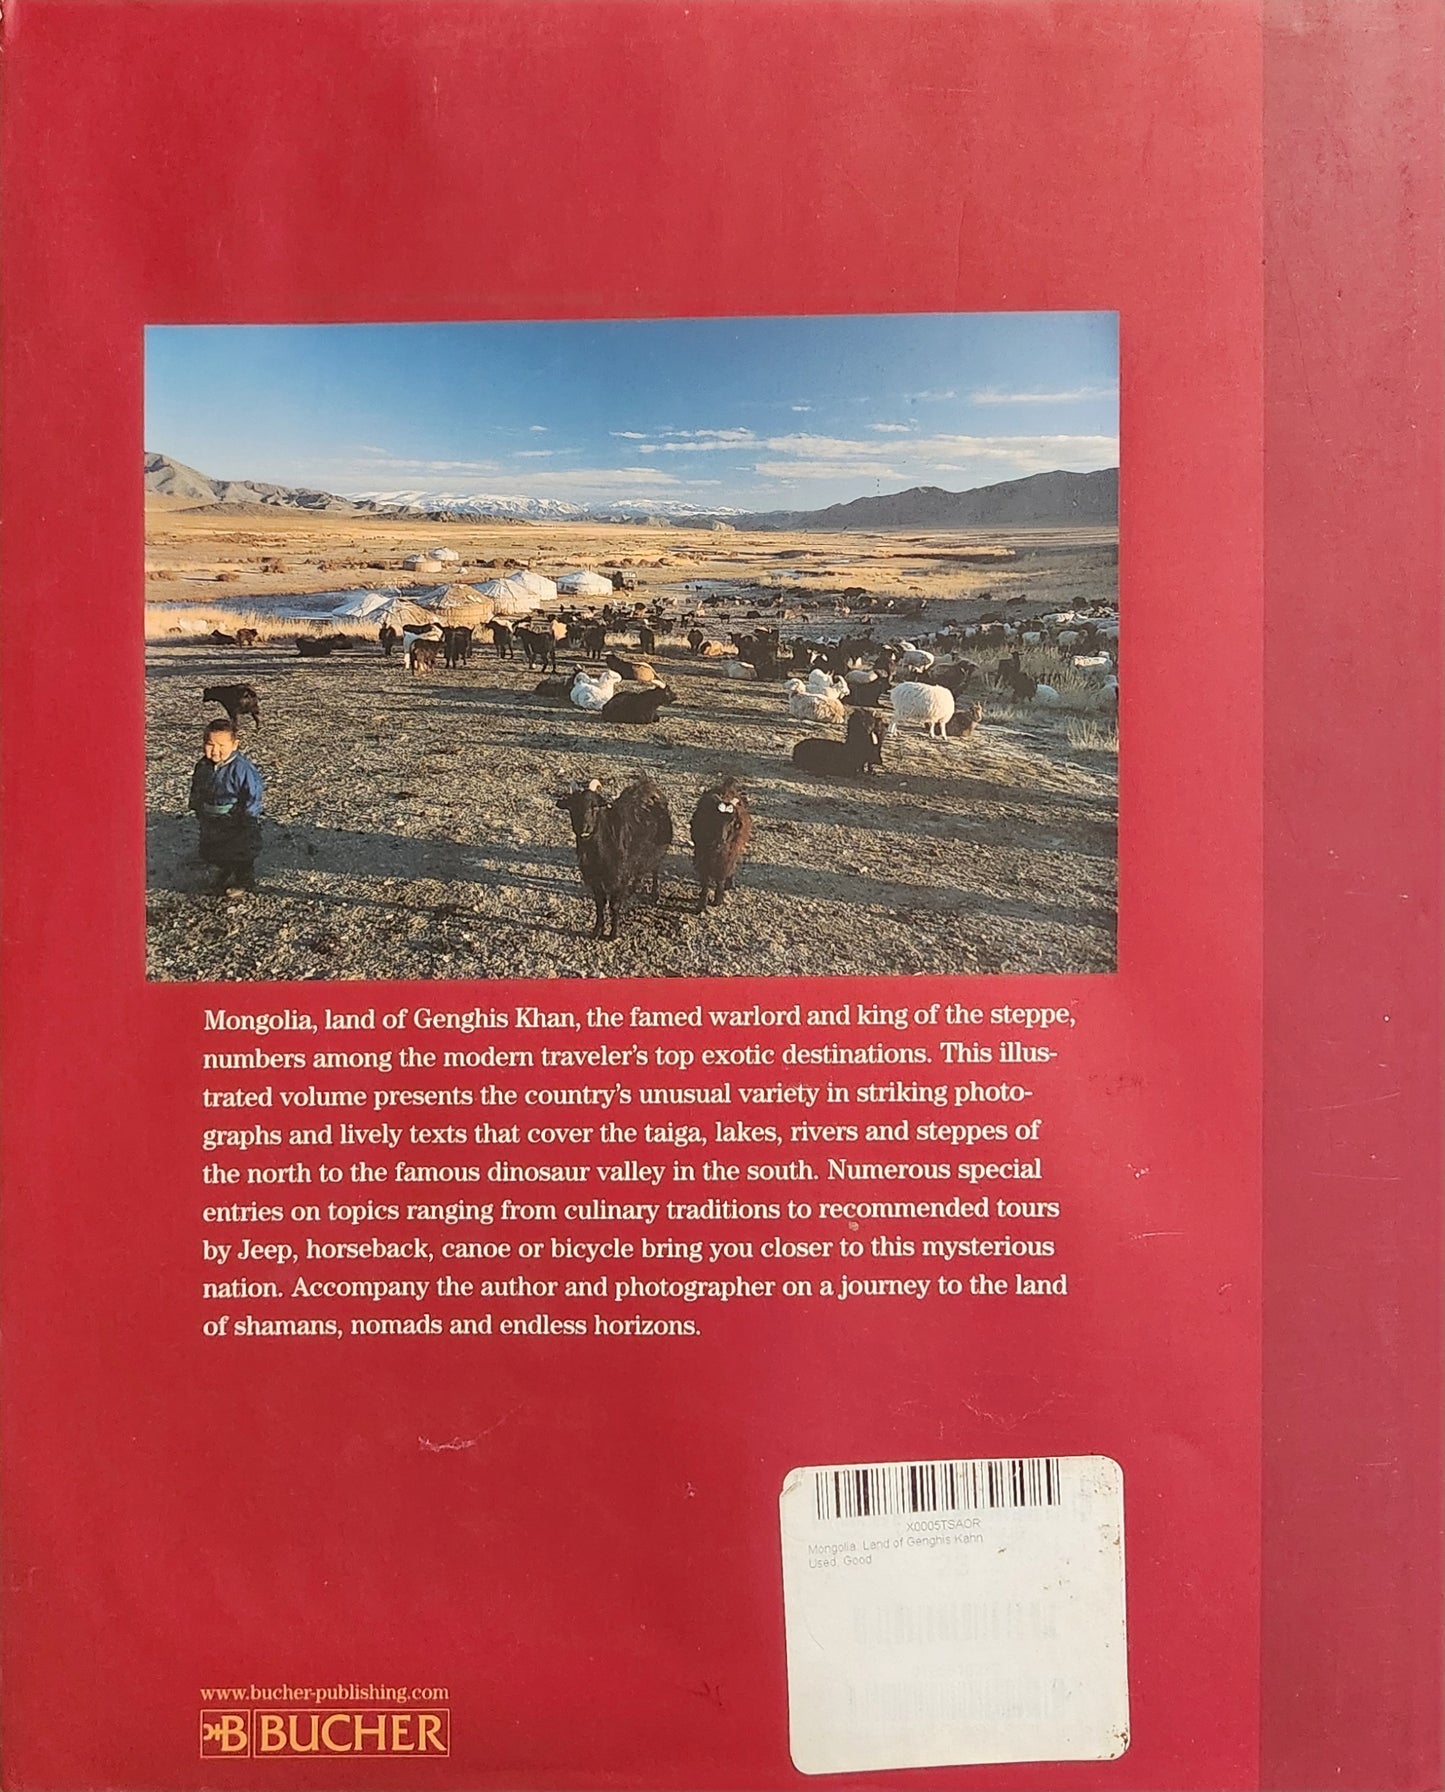 Mongolia, land of Genghis Khan, the famed warlord and king of the steppe,
numbers among the modern traveler's top exotic destinations. This illus-
trated volume presents the country's unusual variety in striking photo-
graphs and lively texts that cover the taiga, lakes, rivers and steppes of
the north to the famous dinosaur valley in the south. Numerous special
entries on topics ranging from culinary traditions to recommended tours
by Jeep, horseback, canoe or bicycle bring you closer to this mysterious
nation. Accompany the author and photographer on a journey to the land
of shamans, nomads and endless horizons.
X0005TSAOR
Mongolia: Land of Genghis Kahn
Used, Good
www.bucher-publishing.com
B BUCHER